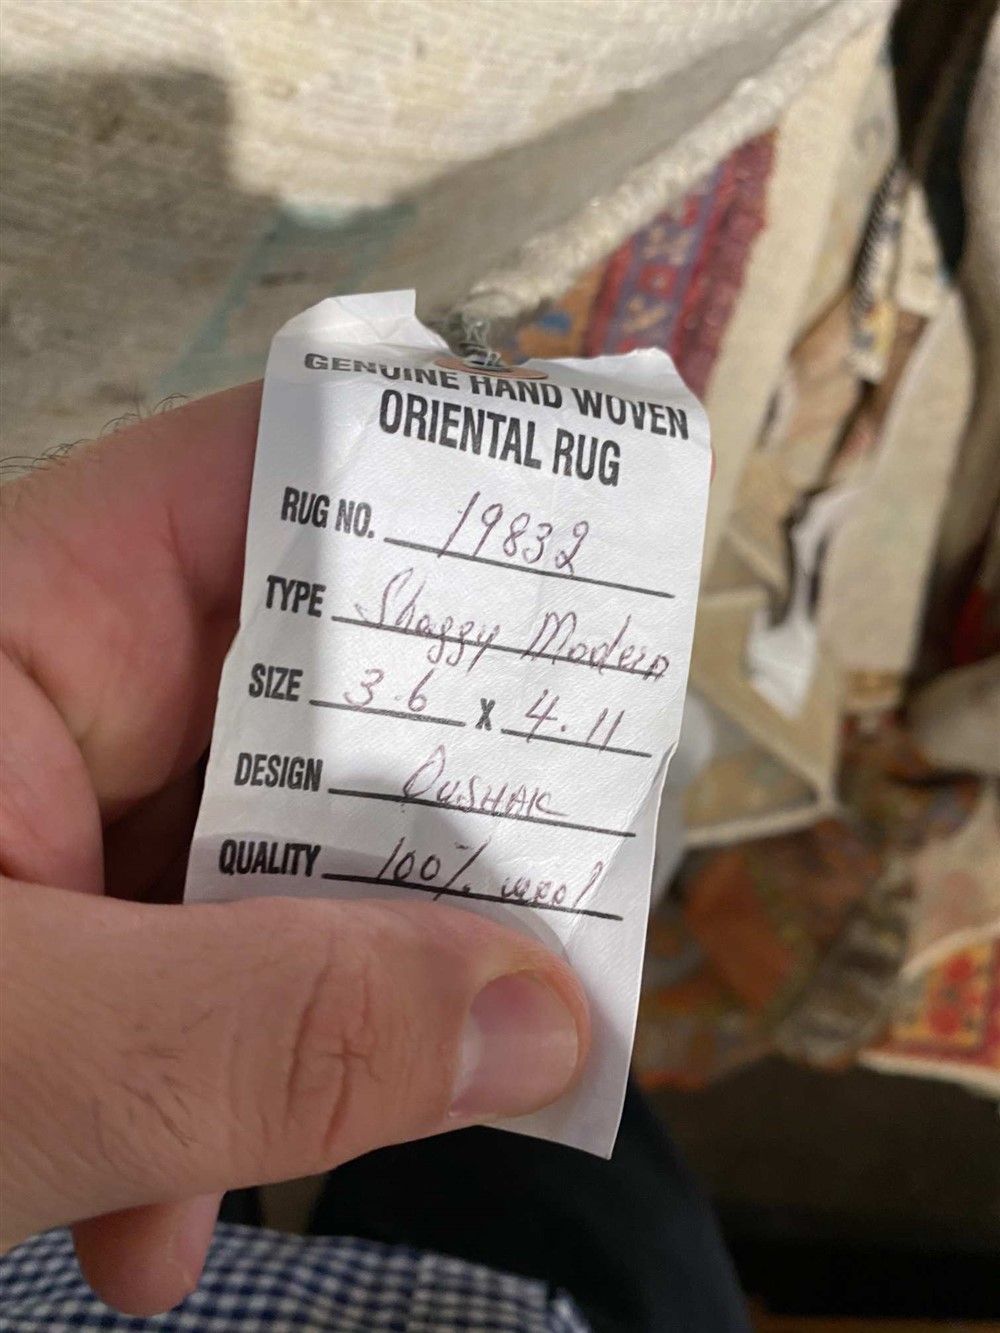 GENUINE HAND WOVEN
ORIENTAL RUG
RUG NO. 19832
TYPE Shaggy Modern
SIZE 3.6 X 4.11
DESIGN OUSHAK
QUALITY 100% wool